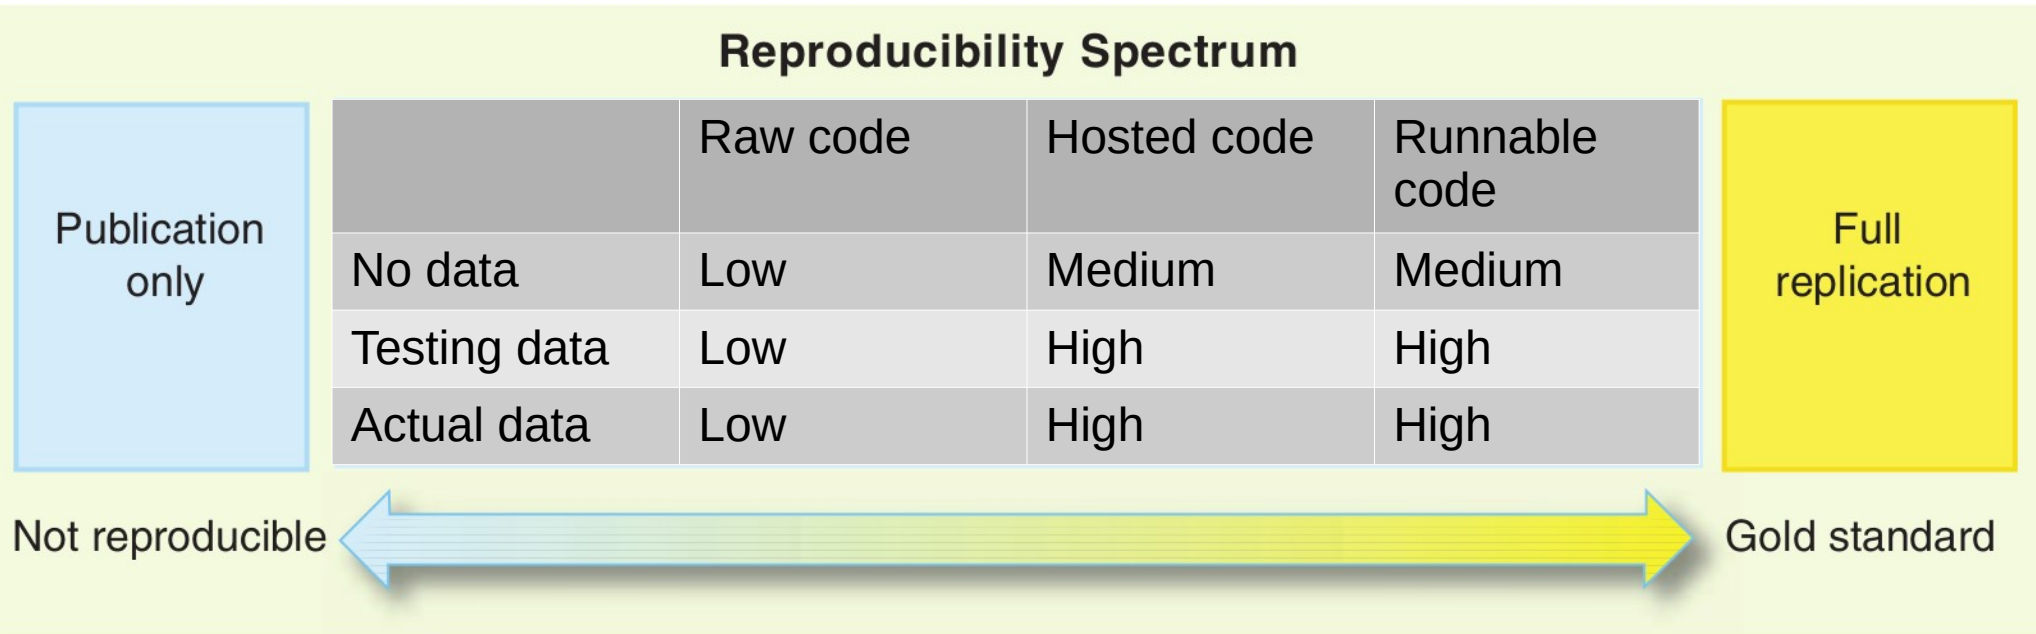 Reproducibility Spectrum
Publication
only
Raw code
Hosted code
Runnable
code
No data
Low
Medium
Medium
Testing data
Low
High
High
Actual data
Low
High
High
Full
replication
Not reproducible
Gold standard